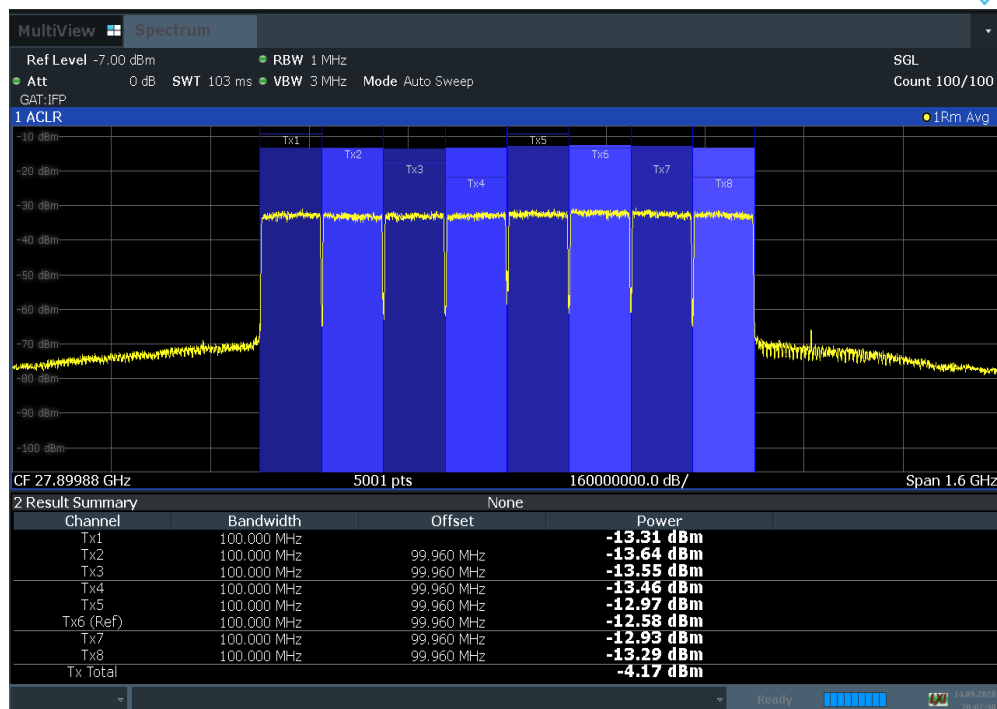 MultiView Spectrum
Ref Level -7.00 dBm RBW 1 MHz SGL
Att 0 dB SWT 103 ms VBW 3 MHz Mode Auto Sweep Count 100/100
GAT:IFP
1 ACLR 1Rm Avg
-10 dBm
Tx1 Tx5
Tx2 Tx6
-20 dBm Tx3 Tx7
Tx4 Tx8
-30 dBm
-40 dBm
-50 dBm
-60 dBm
-70 dBm
-80 dBm
-90 dBm
-100 dBm
CF 27.89988 GHz 5001 pts 160000000.0 dB/ Span 1.6 GHz
2 Result Summary None
Channel Bandwidth Offset Power
Tx1 100.000 MHz -13.31 dBm
Tx2 100.000 MHz 99.960 MHz -13.64 dBm
Tx3 100.000 MHz 99.960 MHz -13.55 dBm
Tx4 100.000 MHz 99.960 MHz -13.46 dBm
Tx5 100.000 MHz 99.960 MHz -12.97 dBm
Tx6 (Ref) 100.000 MHz 99.960 MHz -12.58 dBm
Tx7 100.000 MHz 99.960 MHz -12.93 dBm
Tx8 100.000 MHz 99.960 MHz -13.29 dBm
Tx Total -4.17 dBm
Ready LXI 14.09.2020